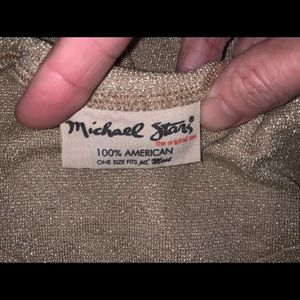 Michael Stars®
the original tee
100% AMERICAN
ONE SIZE FITS All Most